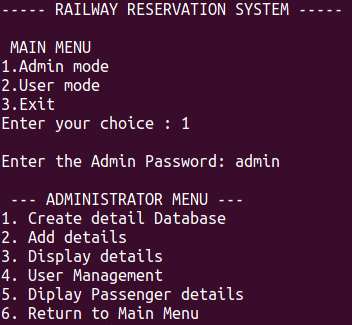 ----- RAILWAY RESERVATION SYSTEM -----
MAIN MENU
1.Admin mode
2.User mode
3.Exit
Enter your choice : 1
Enter the Admin Password: admin
--- ADMINISTRATOR MENU ---
1. Create detail Database
2. Add details
3. Display details
4. User Management
5. Diplay Passenger details
6. Return to Main Menu